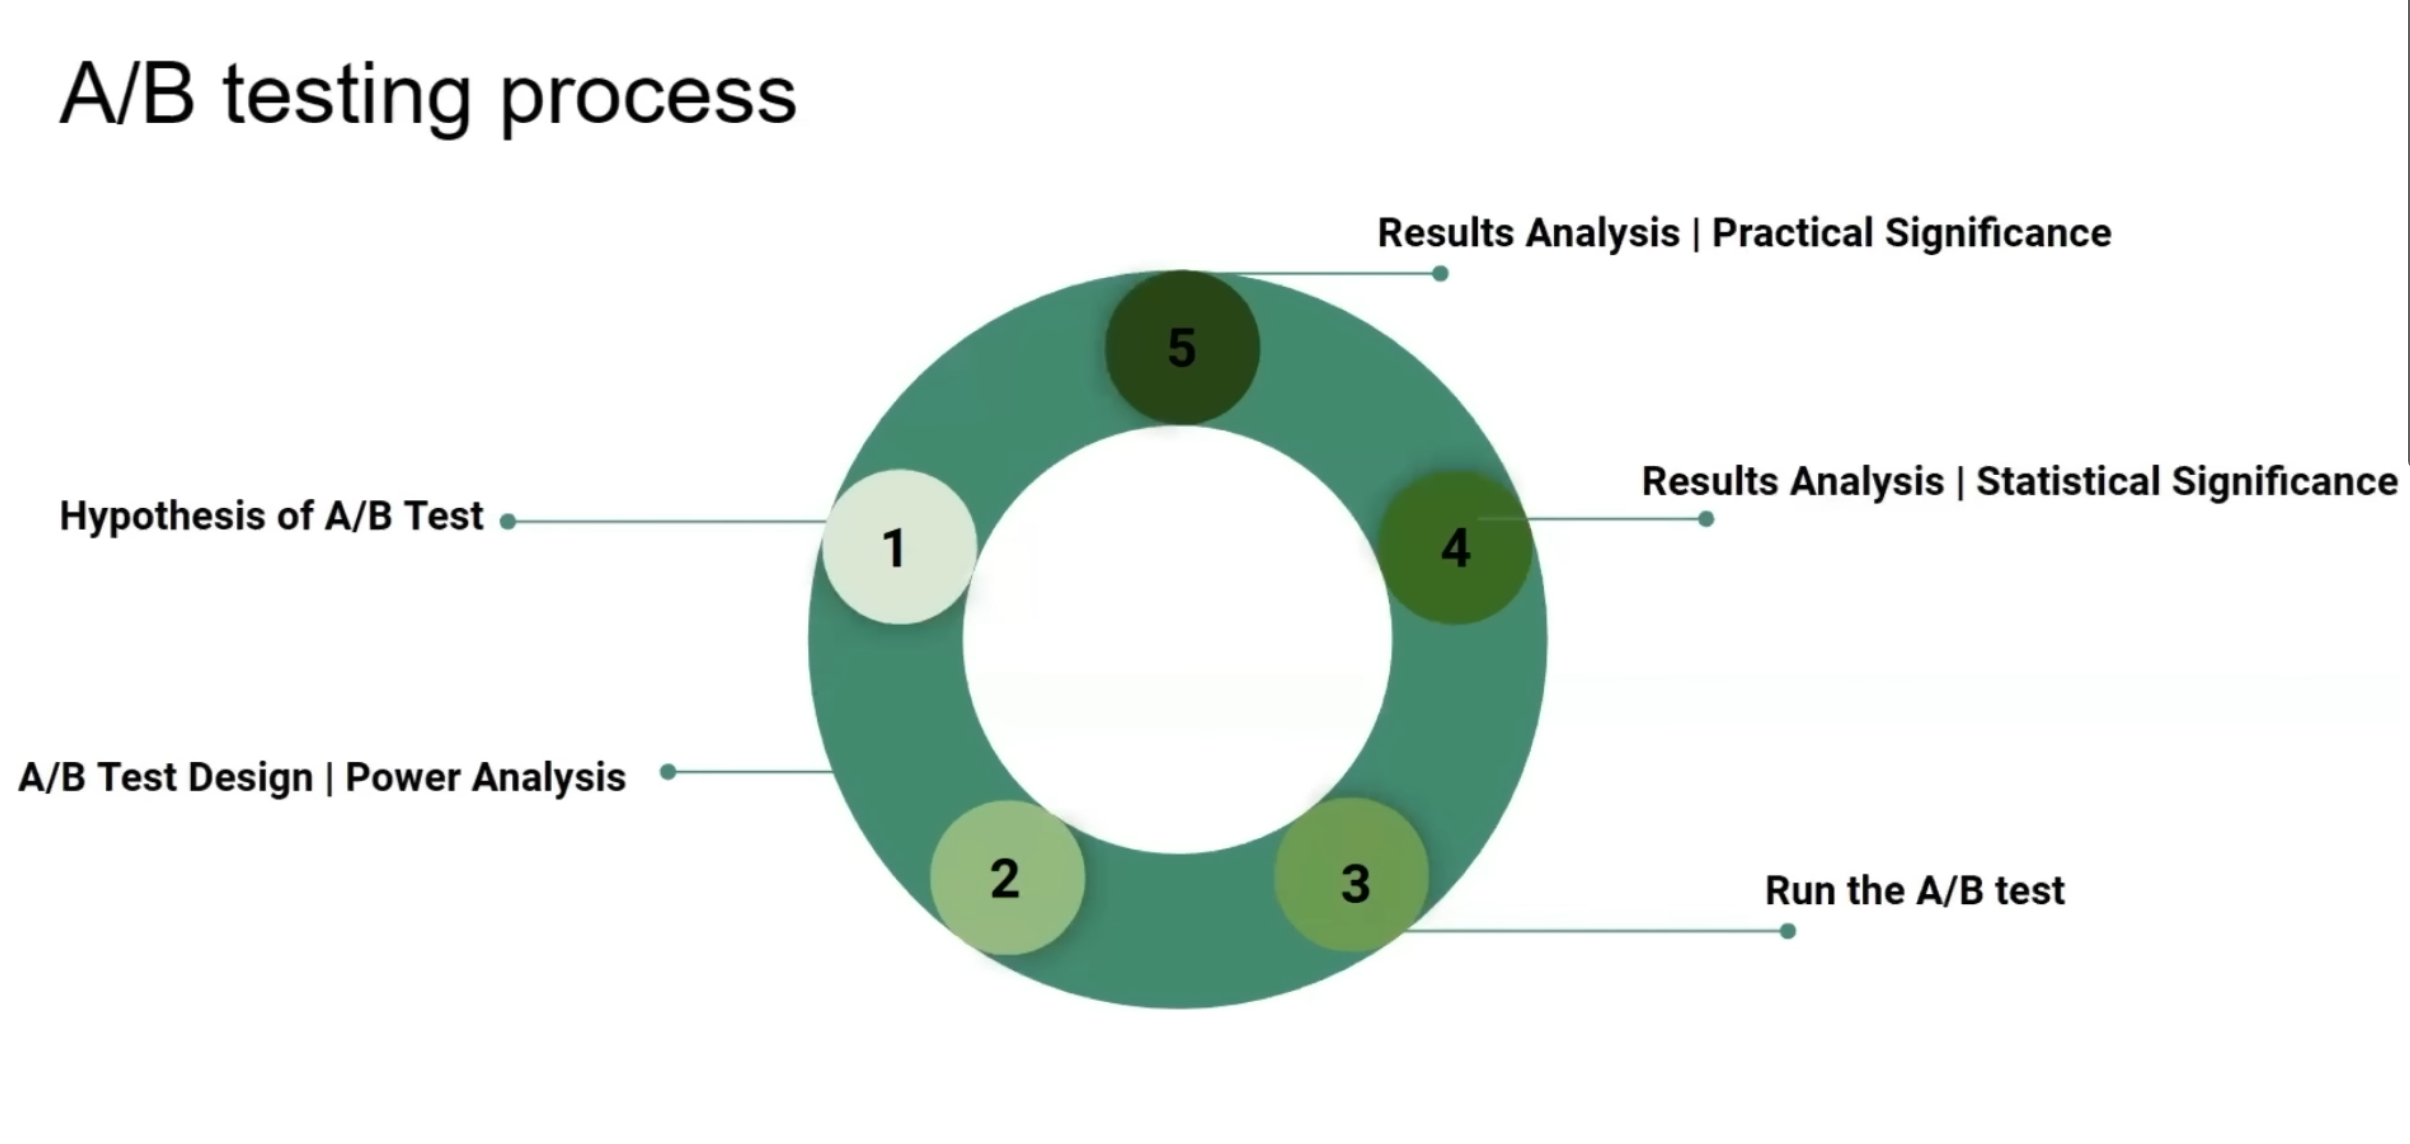 A/B testing process
Results Analysis | Practical Significance
5
Hypothesis of A/B Test
1
Results Analysis | Statistical Significance
4
A/B Test Design | Power Analysis
2
3
Run the A/B test